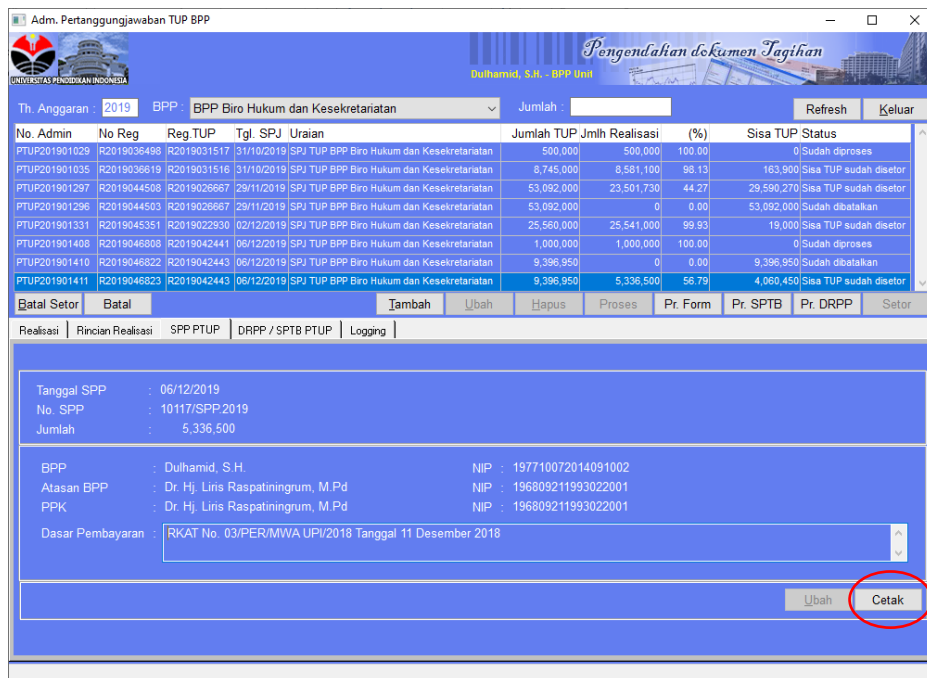 Adm. Pertanggungjawaban TUP BPP
UNIVERSITAS PENDIDIKAN INDONESIA
Pengendalian dokumen Tagihan
Dulhamid, S.H. - BPP Unit
Th. Anggaran : 2019 BPP : BPP Biro Hukum dan Kesekretariatan Jumlah : Refresh Keluar
No. Admin No Reg Reg.TUP Tgl. SPJ Uraian Jumlah TUP Jmlh Realisasi (%) Sisa TUP Status
PTUP201901029 R2019036498 R2019031517 31/10/2019 SPJ TUP BPP Biro Hukum dan Kesekretariatan 500,000 500,000 100.00 0 Sudah diproses
PTUP201901035 R2019036619 R2019031516 31/10/2019 SPJ TUP BPP Biro Hukum dan Kesekretariatan 8,745,000 8,581,100 98.13 163,900 Sisa TUP sudah disetor
PTUP201901297 R2019044508 R2019026667 29/11/2019 SPJ TUP BPP Biro Hukum dan Kesekretariatan 53,092,000 23,501,730 44.27 29,590,270 Sisa TUP sudah disetor
PTUP201901296 R2019044503 R2019026667 29/11/2019 SPJ TUP BPP Biro Hukum dan Kesekretariatan 53,092,000 0 0.00 53,092,000 Sudah dibatalkan
PTUP201901331 R2019045351 R2019022930 02/12/2019 SPJ TUP BPP Biro Hukum dan Kesekretariatan 25,560,000 25,541,000 99.93 19,000 Sisa TUP sudah disetor
PTUP201901408 R2019046808 R2019042441 06/12/2019 SPJ TUP BPP Biro Hukum dan Kesekretariatan 1,000,000 1,000,000 100.00 0 Sudah diproses
PTUP201901410 R2019046822 R2019042443 06/12/2019 SPJ TUP BPP Biro Hukum dan Kesekretariatan 9,396,950 0 0.00 9,396,950 Sudah dibatalkan
PTUP201901411 R2019046823 R2019042443 06/12/2019 SPJ TUP BPP Biro Hukum dan Kesekretariatan 9,396,950 5,336,500 56.79 4,060,450 Sisa TUP sudah disetor
Batal Setor Batal Tambah Ubah Hapus Proses Pr. Form Pr. SPTB Pr. DRPP Setor
Realisasi Rincian Realisasi SPP PTUP DRPP / SPTB PTUP Logging
Tanggal SPP : 06/12/2019
No. SPP : 10117/SPP.2019
Jumlah : 5,336,500
BPP : Dulhamid, S.H. NIP : 197710072014091002
Atasan BPP : Dr. Hj. Liris Raspatiningrum, M.Pd NIP : 196809211993022001
PPK : Dr. Hj. Liris Raspatiningrum, M.Pd NIP : 196809211993022001
Dasar Pembayaran : RKAT No. 03/PER/MWA UPI/2018 Tanggal 11 Desember 2018
Ubah Cetak